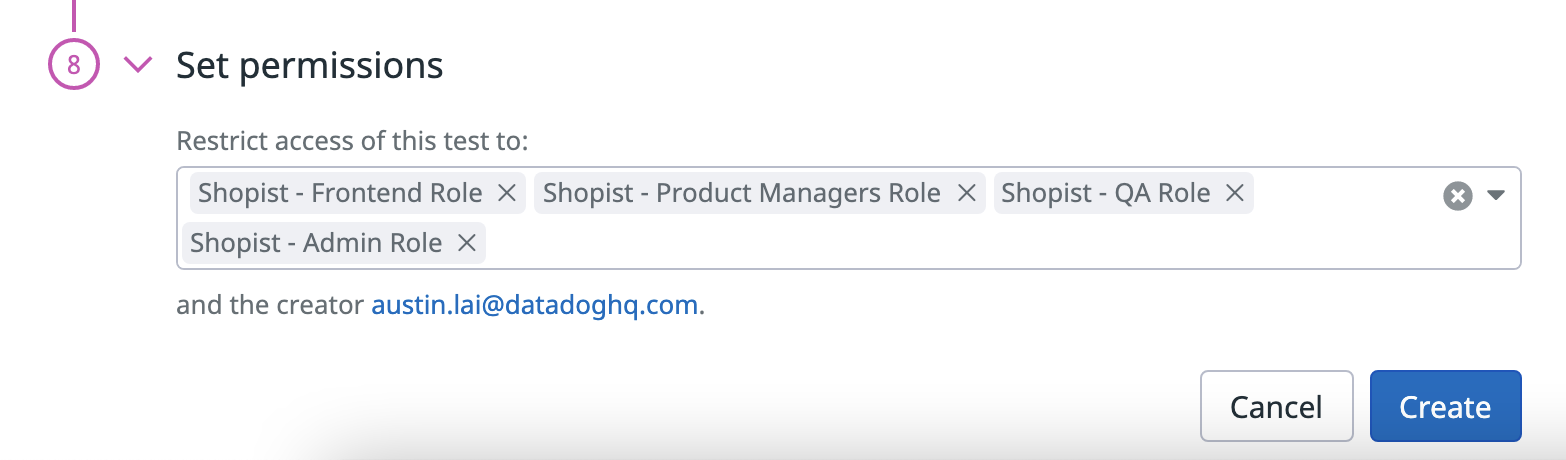 8 Set permissions
Restrict access of this test to:
Shopist - Frontend Role Shopist - Product Managers Role Shopist - QA Role
Shopist - Admin Role
and the creator austin.lai@datadoghq.com.
Cancel Create